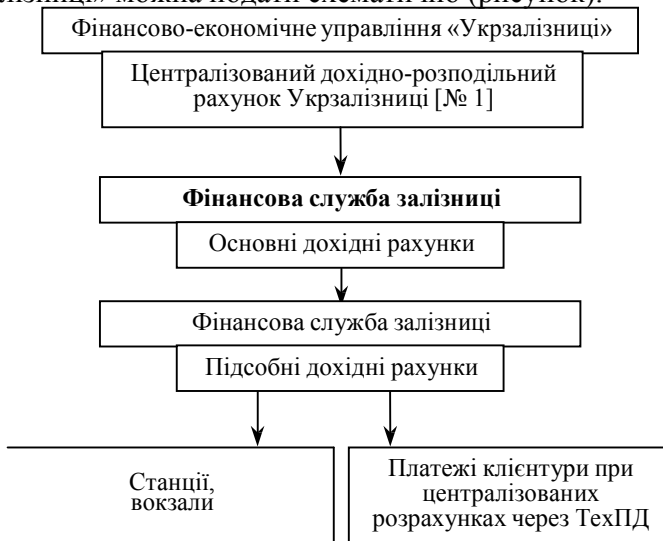 лізниці» можна подати схематично (рисунок).
Фінансово-економічне управління «Укрзалізниці»
Централізований дохідно-розподільний
рахунок Укрзалізниці [№ 1]
Фінансова служба залізниці
Основні дохідні рахунки
Фінансова служба залізниці
Підсобні дохідні рахунки
Станції,
вокзали
Платежі клієнтури при
централізованих
розрахунках через ТехПД